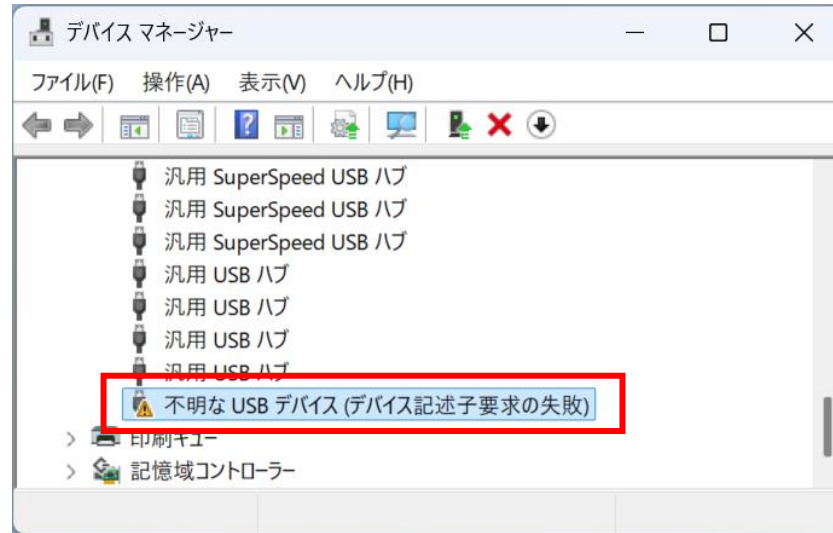 デバイス マネージャー
ファイル(F) 操作(A) 表示(V) ヘルプ(H)
汎用 SuperSpeed USB ハブ
汎用 SuperSpeed USB ハブ
汎用 SuperSpeed USB ハブ
汎用 USB ハブ
汎用 USB ハブ
汎用 USB ハブ
汎用 USB ハブ
不明な USB デバイス (デバイス記述子要求の失敗)
印刷キュー
記憶域コントローラー